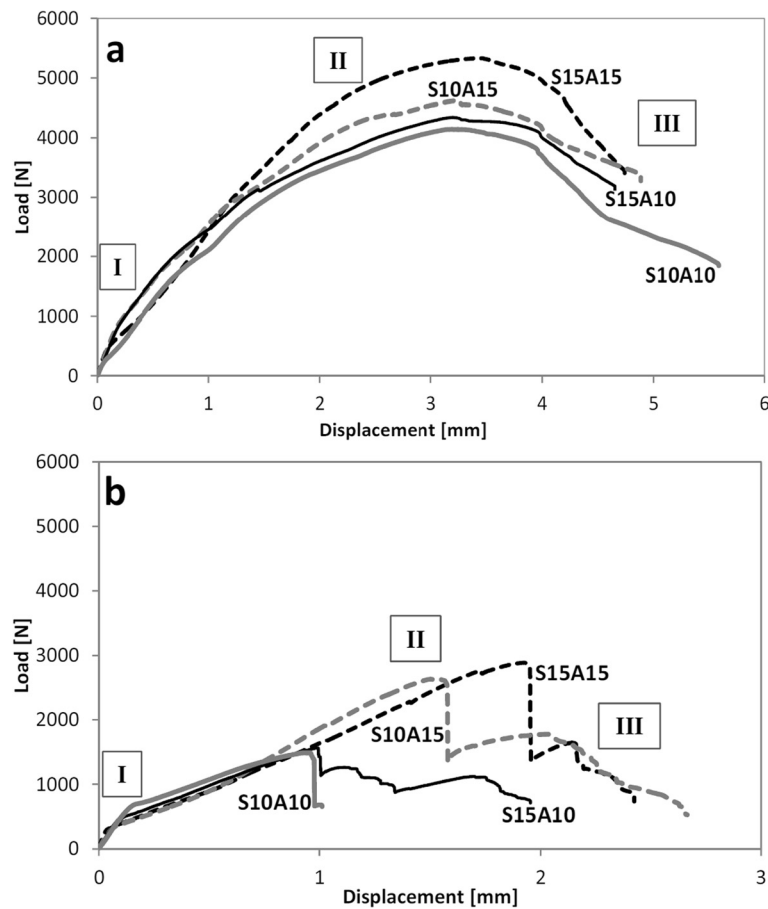 a
6000
5000
4000
3000
2000
1000
0
Load [N]
I
II
III
S15A15
S10A15
S15A10
S10A10
0 1 2 3 4 5 6
Displacement [mm]
b
6000
5000
4000
3000
2000
1000
0
Load [N]
I
II
III
S15A15
S10A15
S10A10
S15A10
0 1 2 3
Displacement [mm]